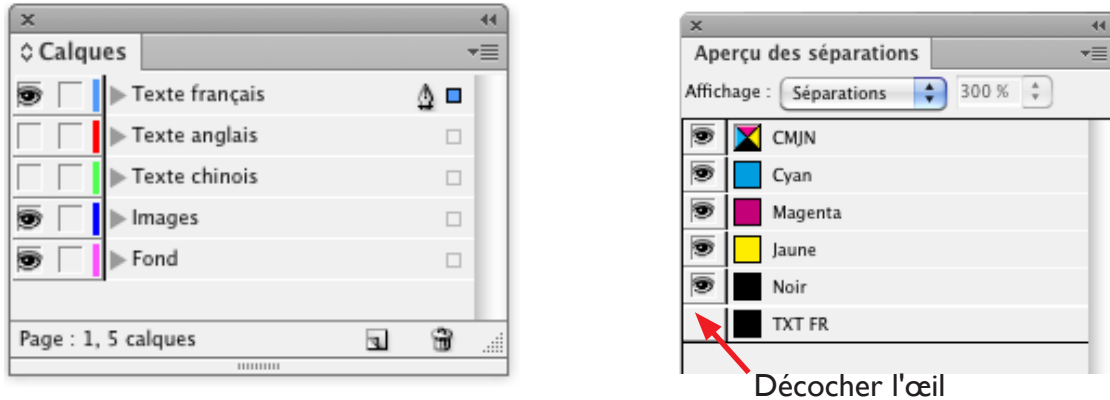 Calques
Texte français
Texte anglais
Texte chinois
Images
Fond
Page : 1, 5 calques
Aperçu des séparations
Affichage : Séparations 300 %
CMJN
Cyan
Magenta
Jaune
Noir
TXT FR
Décocher l'œil